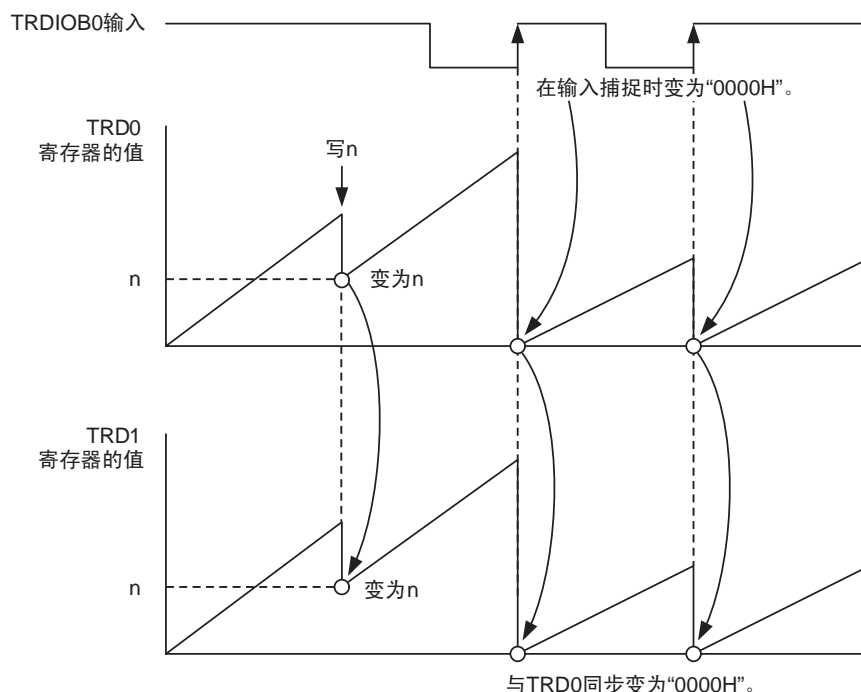 TRDIOB0输入
在输入捕捉时变为“0000H”。
TRD0
寄存器的值
写n
n
变为n
TRD1
寄存器的值
n
变为n
与TRD0同步变为“0000H”。